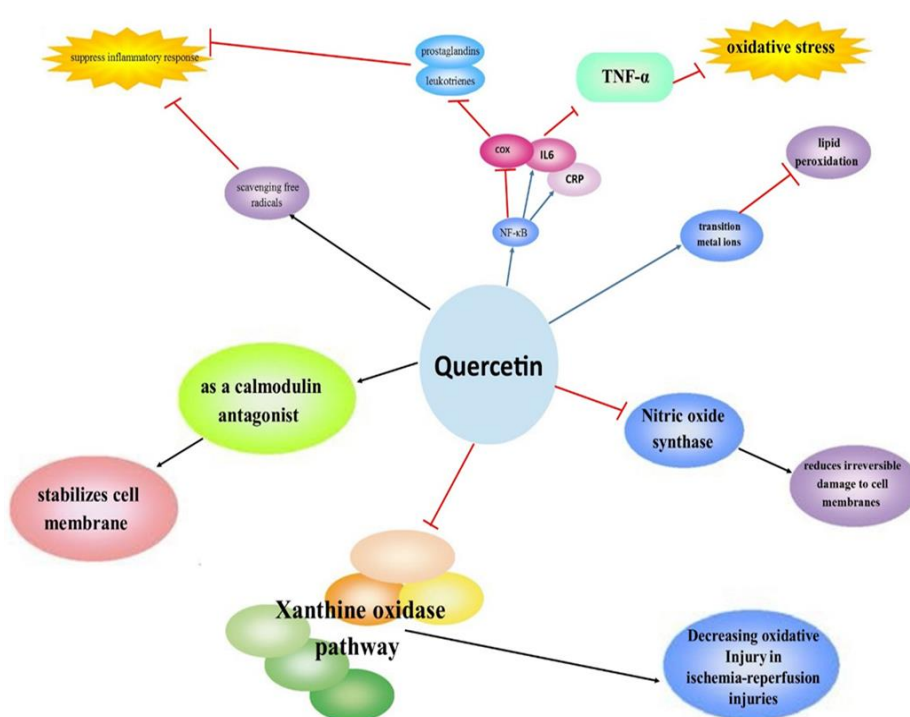 suppress inflammatory response
prostaglandins
leukotrienes
TNF-α
oxidative stress
COX
IL6
CRP
lipid
peroxidation
scavenging free
radicals
NF-κB
transition
metal ions
Quercetin
as a calmodulin
antagonist
Nitric oxide
synthase
stabilizes cell
membrane
reduces irreversible
damage to cell
membranes
Xanthine oxidase
pathway
Decreasing oxidative
Injury in
ischemia-reperfusion
injuries